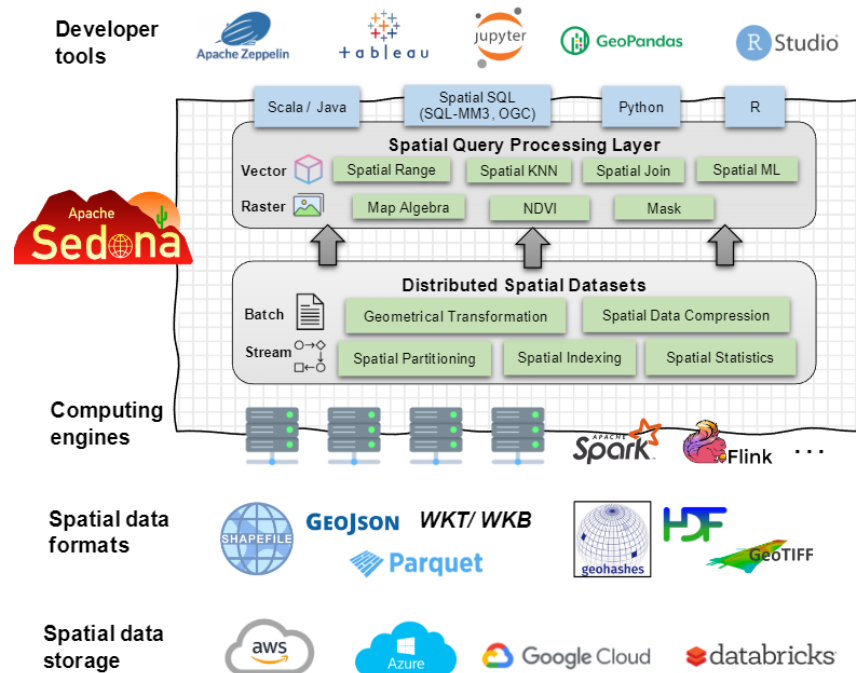 Developer
tools
Apache Zeppelin
+ a b l e a u
jupyter
GeoPandas
R Studio®
Scala / Java
Spatial SQL
(SQL-MM3, OGC)
Python
R
Spatial Query Processing Layer
Vector
Spatial Range
Spatial KNN
Spatial Join
Spatial ML
Raster
Map Algebra
NDVI
Mask
Apache
Sedona
Distributed Spatial Datasets
Batch
Geometrical Transformation
Spatial Data Compression
Stream
Spatial Partitioning
Spatial Indexing
Spatial Statistics
Computing
engines
APACHE
Spark
Flink
...
Spatial data
formats
SHAPEFILE
GEOJSON
WKT/ WKB
Parquet
geohashes
HDF
GeoTIFF
Spatial data
storage
aws
Azure
Google Cloud
databricks